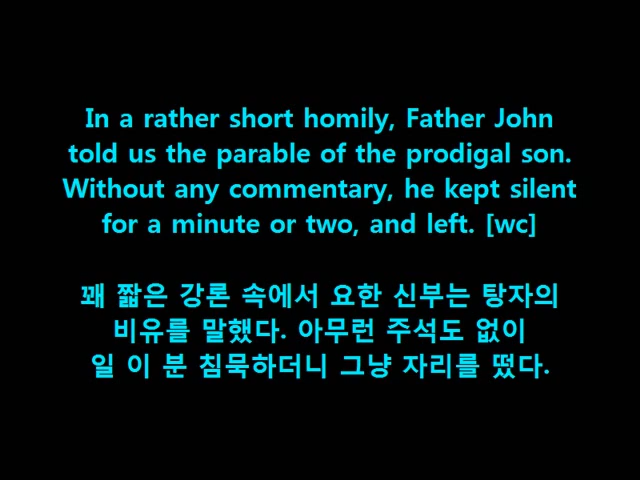 In a rather short homily, Father John
told us the parable of the prodigal son.
Without any commentary, he kept silent
for a minute or two, and left. [wc]
꽤 짧은 강론 속에서 요한 신부는 탕자의
비유를 말했다. 아무런 주석도 없이
일 이 분 침묵하더니 그냥 자리를 떴다.